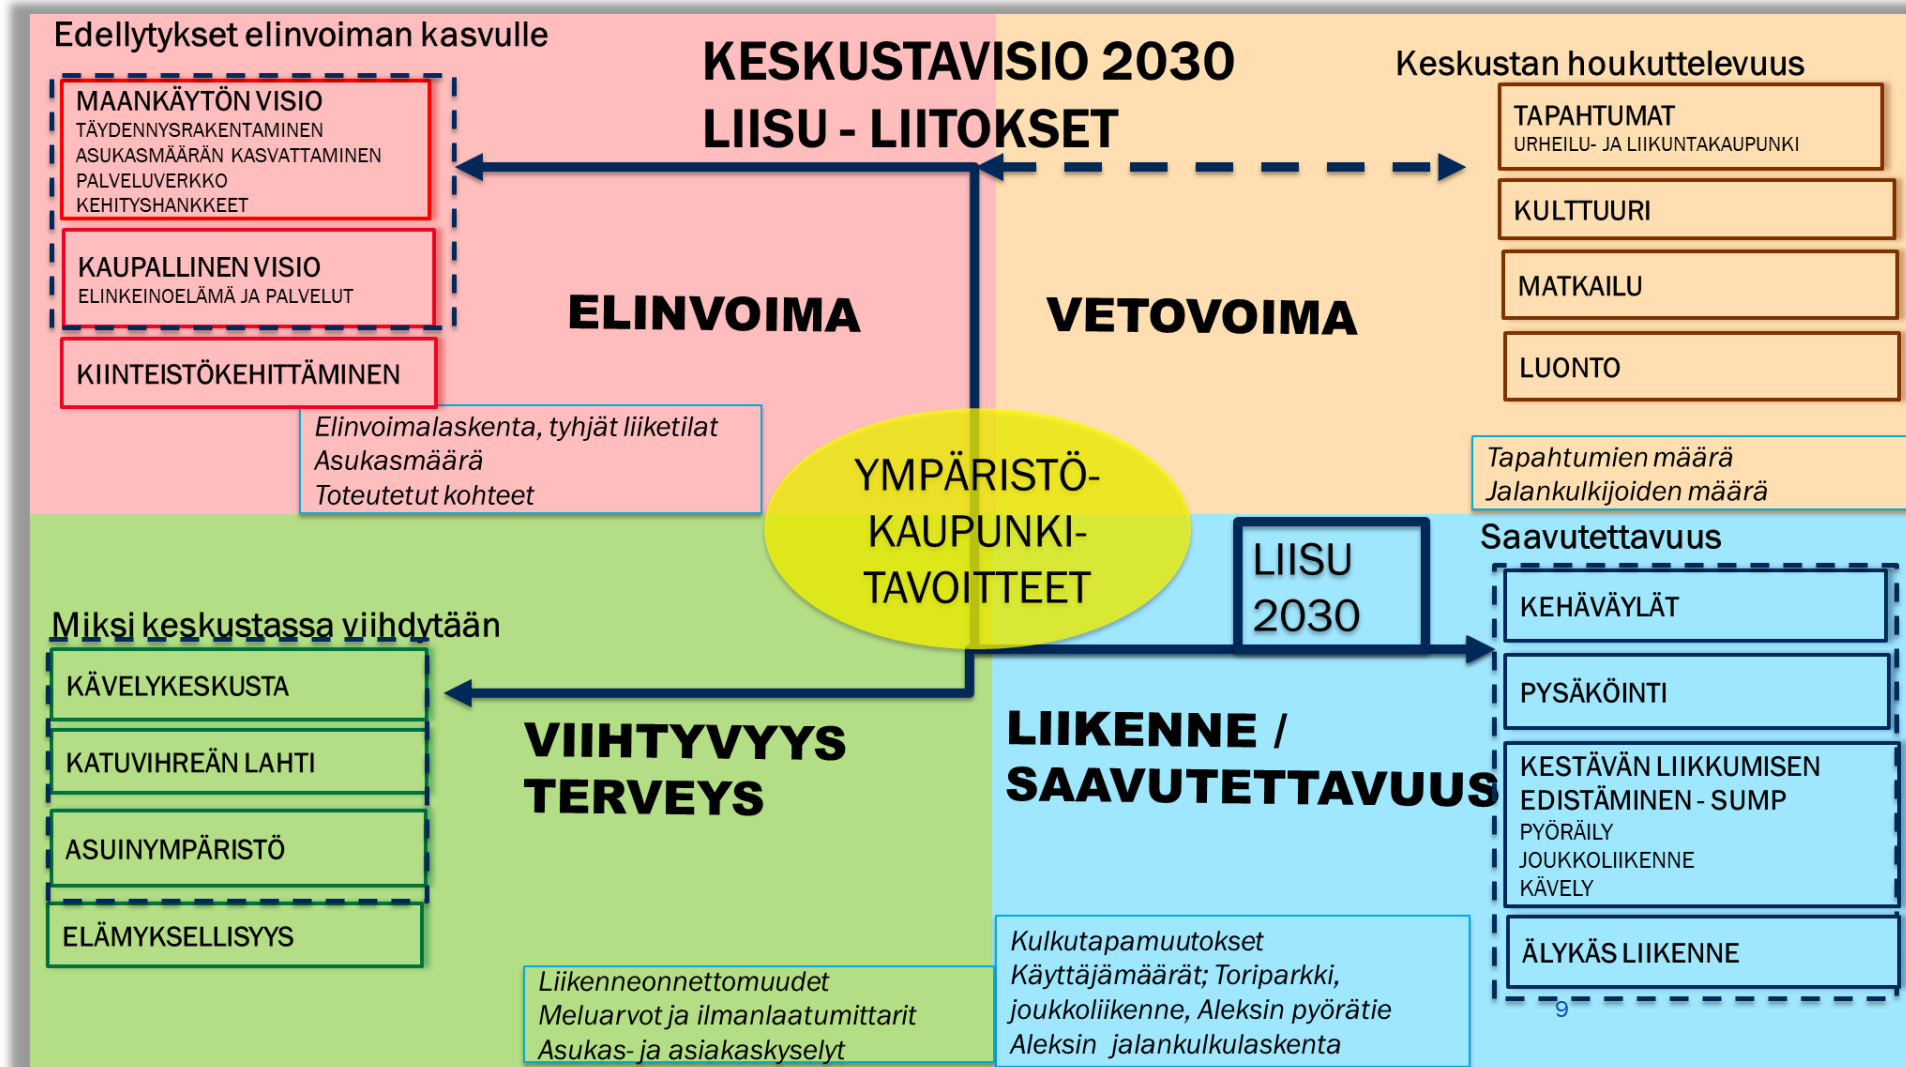 KESKUSTAVISIO 2030
LIISU - LIITOKSET
Edellytykset elinvoiman kasvulle
MAANKÄYTÖN VISIO
TÄYDENNYSRAKENTAMINEN
ASUKASMÄÄRÄN KASVATTAMINEN
PALVELUVERKKO
KEHITYSHANKKEET
KAUPALLINEN VISIO
ELINKEINOELÄMÄ JA PALVELUT
KIINTEISTÖKEHITTÄMINEN
ELINVOIMA
Elinvoimalaskenta, tyhjät liiketilat
Asukasmäärä
Toteutetut kohteet
Keskustan houkuttelevuus
TAPAHTUMAT
URHEILU- JA LIIKUNTAKAUPUNKI
KULTTUURI
MATKAILU
LUONTO
VETOVOIMA
Tapahtumien määrä
Jalankulkijoiden määrä
YMPÄRISTÖ-
KAUPUNKI-
TAVOITTEET
Miksi keskustassa viihdytään
KÄVELYKESKUSTA
KATUVIHREÄN LAHTI
ASUINYMPÄRISTÖ
ELÄMYKSELLISYYS
VIIHTYVYYS
TERVEYS
Liikenneonnettomuudet
Meluarvot ja ilmanlaatumittarit
Asukas- ja asiakaskyselyt
LIISU
2030
Saavutettavuus
KEHÄVÄYLÄT
PYSÄKÖINTI
KESTÄVÄN LIIKKUMISEN
EDISTÄMINEN - SUMP
PYÖRÄILY
JOUKKOLIIKENNE
KÄVELY
ÄLYKÄS LIIKENNE
LIIKENNE /
SAAVUTETTAVUUS
Kulkutapamuutokset
Käyttäjämäärät; Toriparkki,
joukkoliikenne, Aleksin pyörätie
Aleksin jalankulkulaskenta
9